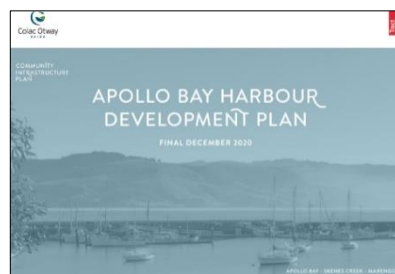 Colac Otway
SHIRE
COMMUNITY
INFRASTRUCTURE
PLAN
APOLLO BAY HARBOUR
DEVELOPMENT PLAN
FINAL DECEMBER 2020
APOLLO BAY - SKENES CREEK - MARENGO